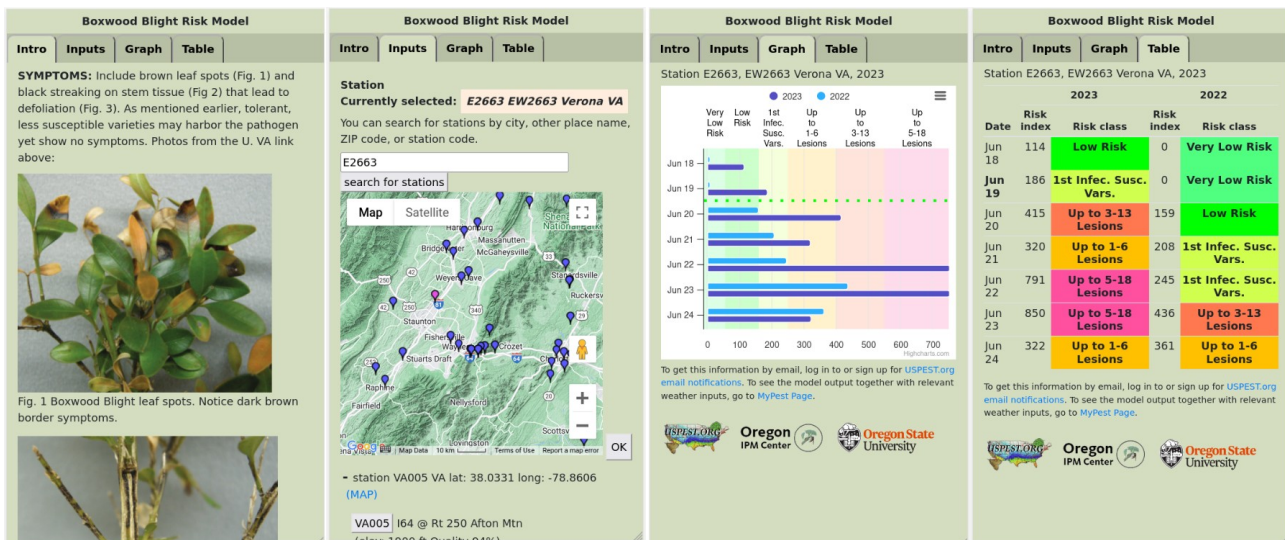 Boxwood Blight Risk Model
Intro
Inputs
Graph
Table
SYMPTOMS: Include brown leaf spots (Fig. 1) and
black streaking on stem tissue (Fig 2) that lead to
defoliation (Fig. 3). As mentioned earlier, tolerant,
less susceptible varieties may harbor the pathogen
yet show no symptoms. Photos from the U. VA link
above:
Fig. 1 Boxwood Blight leaf spots. Notice dark brown
border symptoms.
Boxwood Blight Risk Model
Intro
Inputs
Graph
Table
Station
Currently selected: E2663 EW2663 Verona VA
You can search for stations by city, other place name,
ZIP code, or station code.
E2663
search for stations
Map
Satellite
Massanutten
McGaheysville
Weyers Cave
Staunton
Fishersville
Stuarts Draft
Crozet
Raphine
Fairfield
Nellysford
Lovingston
Google
Map Data
10 km
Terms of Use
Report a map error
OK
- station VA005 VA lat: 38.0331 long: -78.8606
(MAP)
VA005 I64 @ Rt 250 Afton Mtn
Boxwood Blight Risk Model
Intro
Inputs
Graph
Table
Station E2663, EW2663 Verona VA, 2023
2023
2022
Very Low Risk
Low Risk
1st Infec. Susc. Vars.
Up to 1-6 Lesions
Up to 3-13 Lesions
Up to 5-18 Lesions
Jun 18
Jun 19
Jun 20
Jun 21
Jun 22
Jun 23
Jun 24
0 100 200 300 400 500 600 700
Highcharts.com
To get this information by email, log in to or sign up for USPEST.org
email notifications. To see the model output together with relevant
weather inputs, go to MyPest Page.
USPEST.ORG
Oregon
IPM Center
Oregon State
University
Boxwood Blight Risk Model
Intro
Inputs
Graph
Table
Station E2663, EW2663 Verona VA, 2023
2023 2022
Date Risk index Risk class Risk index Risk class
Jun 18 114 Low Risk 0 Very Low Risk
Jun 19 186 1st Infec. Susc. Vars. 0 Very Low Risk
Jun 20 415 Up to 3-13 Lesions 159 Low Risk
Jun 21 320 Up to 1-6 Lesions 208 1st Infec. Susc. Vars.
Jun 22 791 Up to 5-18 Lesions 245 1st Infec. Susc. Vars.
Jun 23 850 Up to 5-18 Lesions 436 Up to 3-13 Lesions
Jun 24 322 Up to 1-6 Lesions 361 Up to 1-6 Lesions
To get this information by email, log in to or sign up for USPEST.org
email notifications. To see the model output together with relevant
weather inputs, go to MyPest Page.
USPEST.ORG
Oregon
IPM Center
Oregon State
University